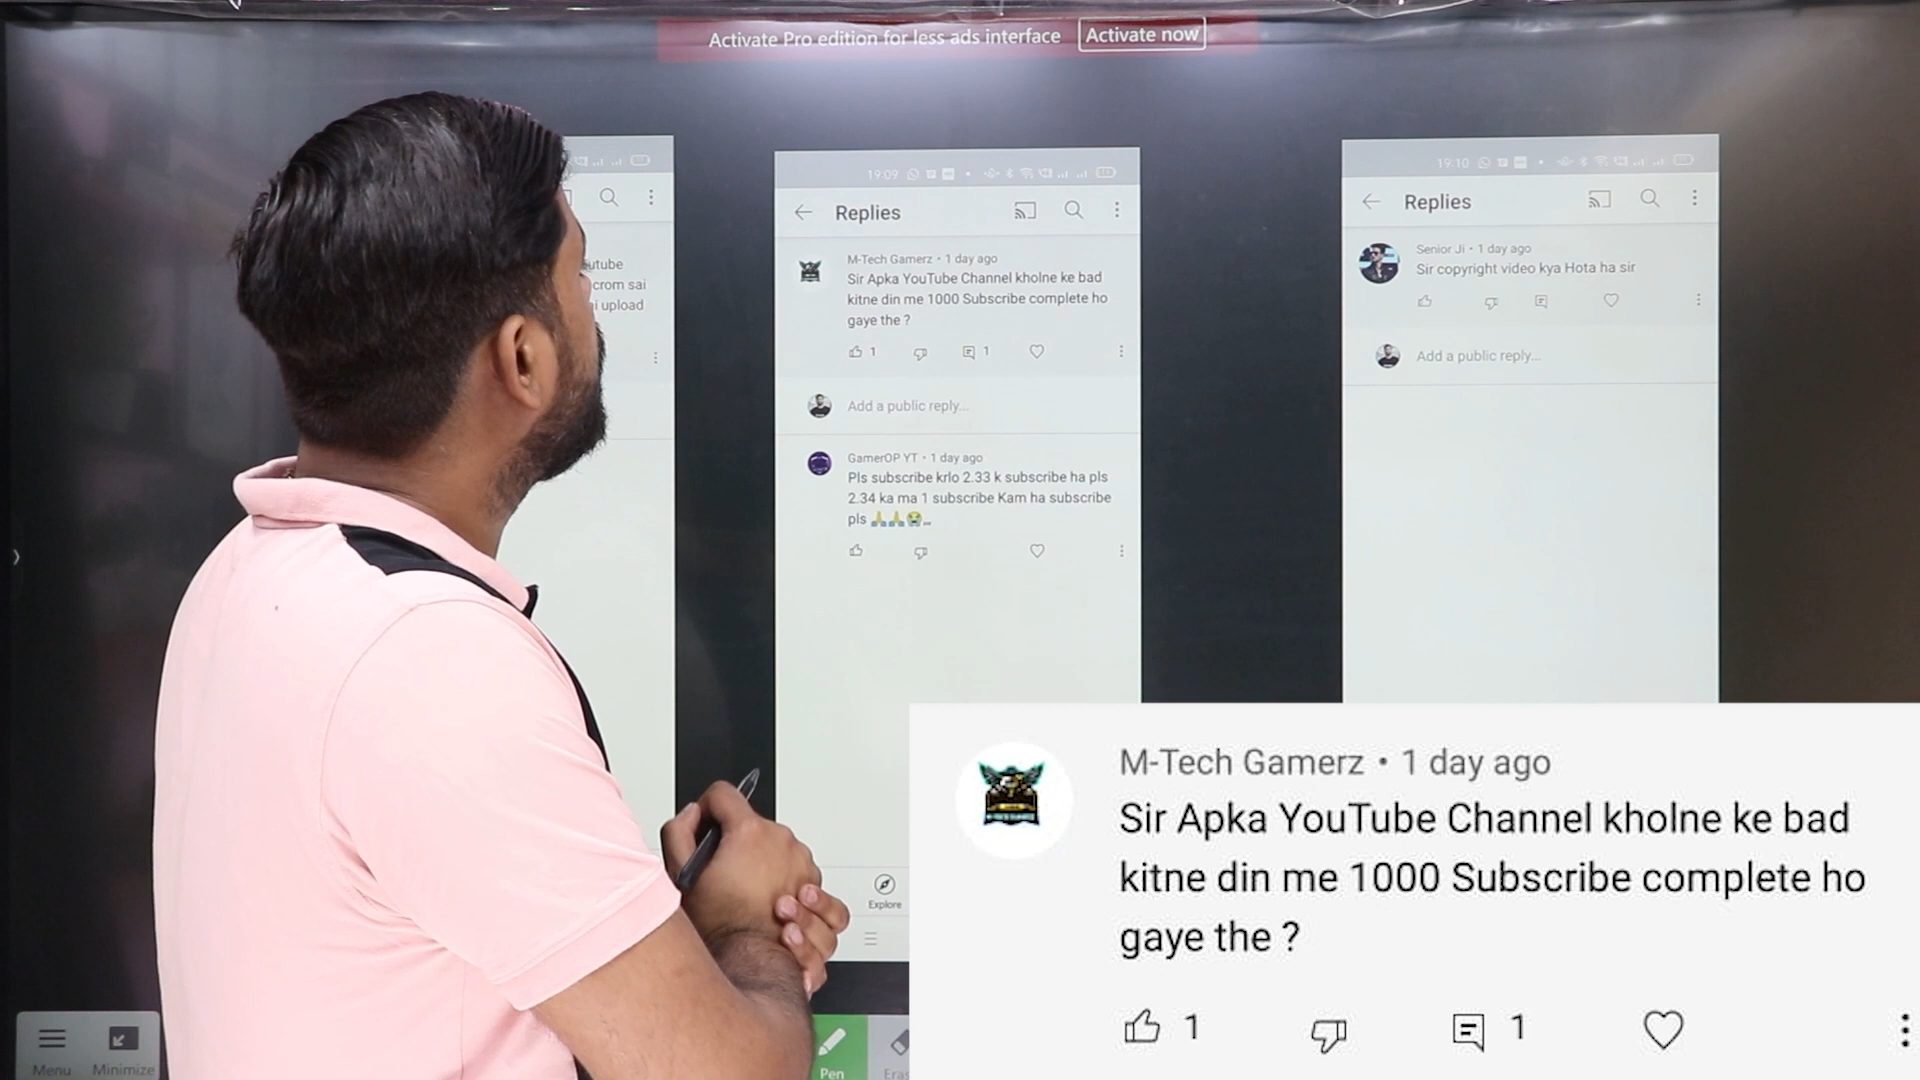 Activate Pro edition for less ads interface
Activate now
utube
crom sai
ai upload
19:09
Replies
M-Tech Gamerz • 1 day ago
Sir Apka YouTube Channel kholne ke bad
kitne din me 1000 Subscribe complete ho
gaye the ?
1
1
Add a public reply...
GamerOP YT • 1 day ago
Pls subscribe krlo 2.33 k subscribe ha pls
2.34 ka ma 1 subscribe Kam ha subscribe
pls 🙏🙏😭...
Explore
19:10
Replies
Senior Ji • 1 day ago
Sir copyright video kya Hota ha sir
Add a public reply...
M-Tech Gamerz • 1 day ago
Sir Apka YouTube Channel kholne ke bad
kitne din me 1000 Subscribe complete ho
gaye the ?
1
1
Menu
Minimize
Pen
Eras